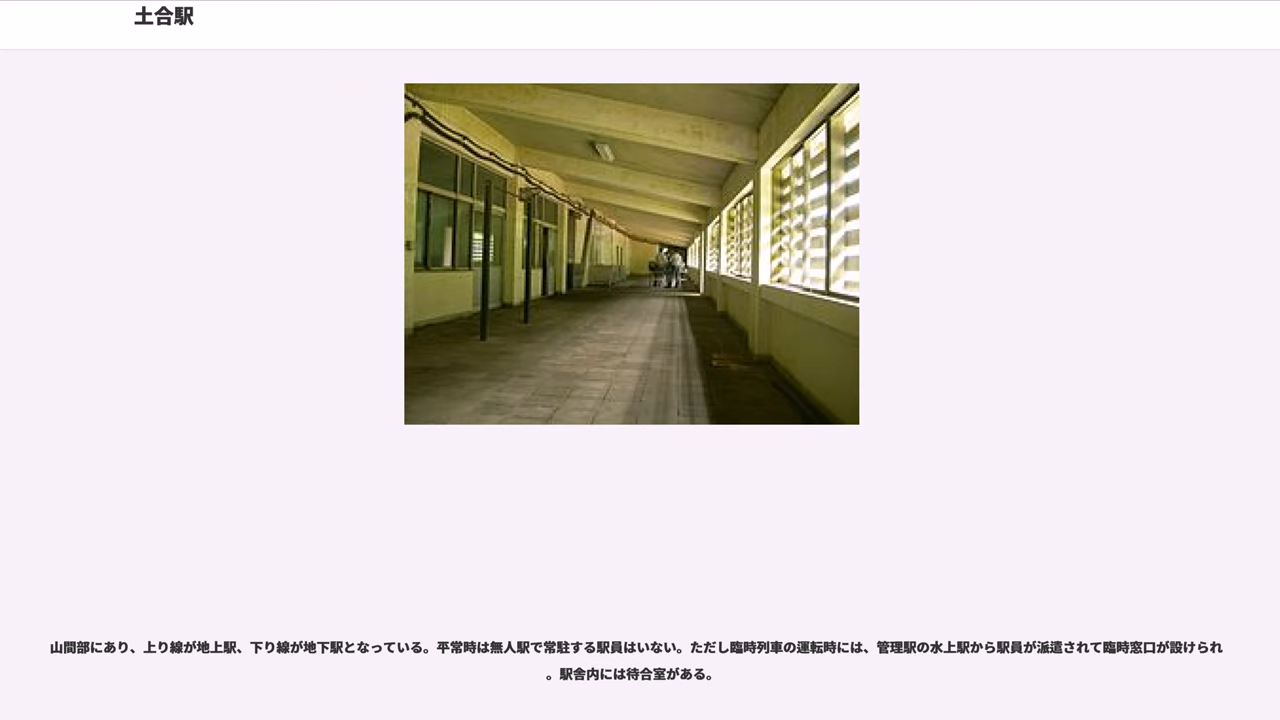 土合駅
山間部にあり、上り線が地上駅、下り線が地下駅となっている。平常時は無人駅で常駐する駅員はいない。ただし臨時列車の運転時には、管理駅の水上駅から駅員が派遣されて臨時窓口が設けられ
。駅舎内には待合室がある。